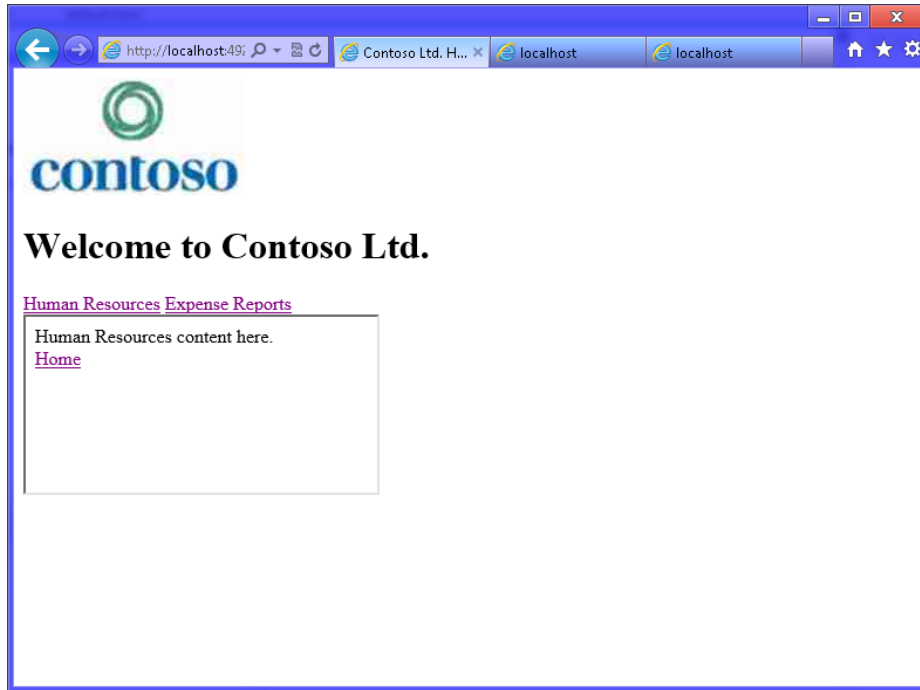 http://localhost:49
Contoso Ltd. H...
localhost
localhost
contoso
Welcome to Contoso Ltd.
Human Resources Expense Reports
Human Resources content here.
Home